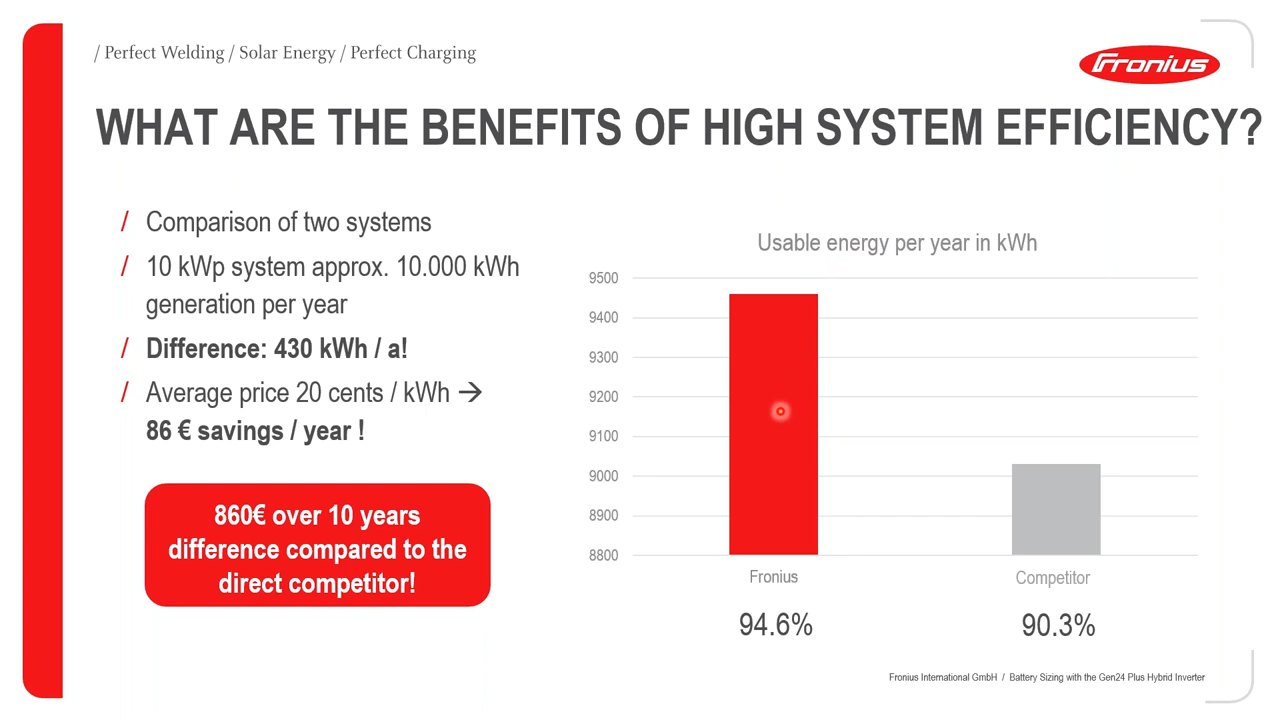 / Perfect Welding / Solar Energy / Perfect Charging
Fronius
WHAT ARE THE BENEFITS OF HIGH SYSTEM EFFICIENCY?
/ Comparison of two systems
/ 10 kWp system approx. 10.000 kWh
generation per year
/ Difference: 430 kWh / a!
/ Average price 20 cents / kWh →
86 € savings / year !
860€ over 10 years
difference compared to the
direct competitor!
Usable energy per year in kWh
9500
9400
9300
9200
9100
9000
8900
8800
Fronius
Competitor
94.6%
90.3%
Fronius International GmbH / Battery Sizing with the Gen24 Plus Hybrid Inverter